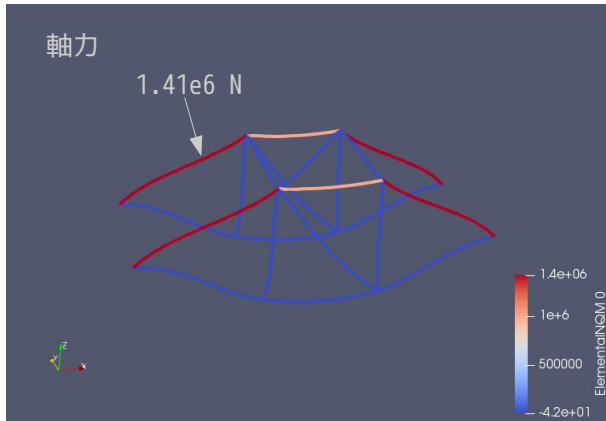 軸力
1.41e6 N
1.4e+06
1e+6
500000
-4.2e+01
ElementalNQM 0
Z
Y
X